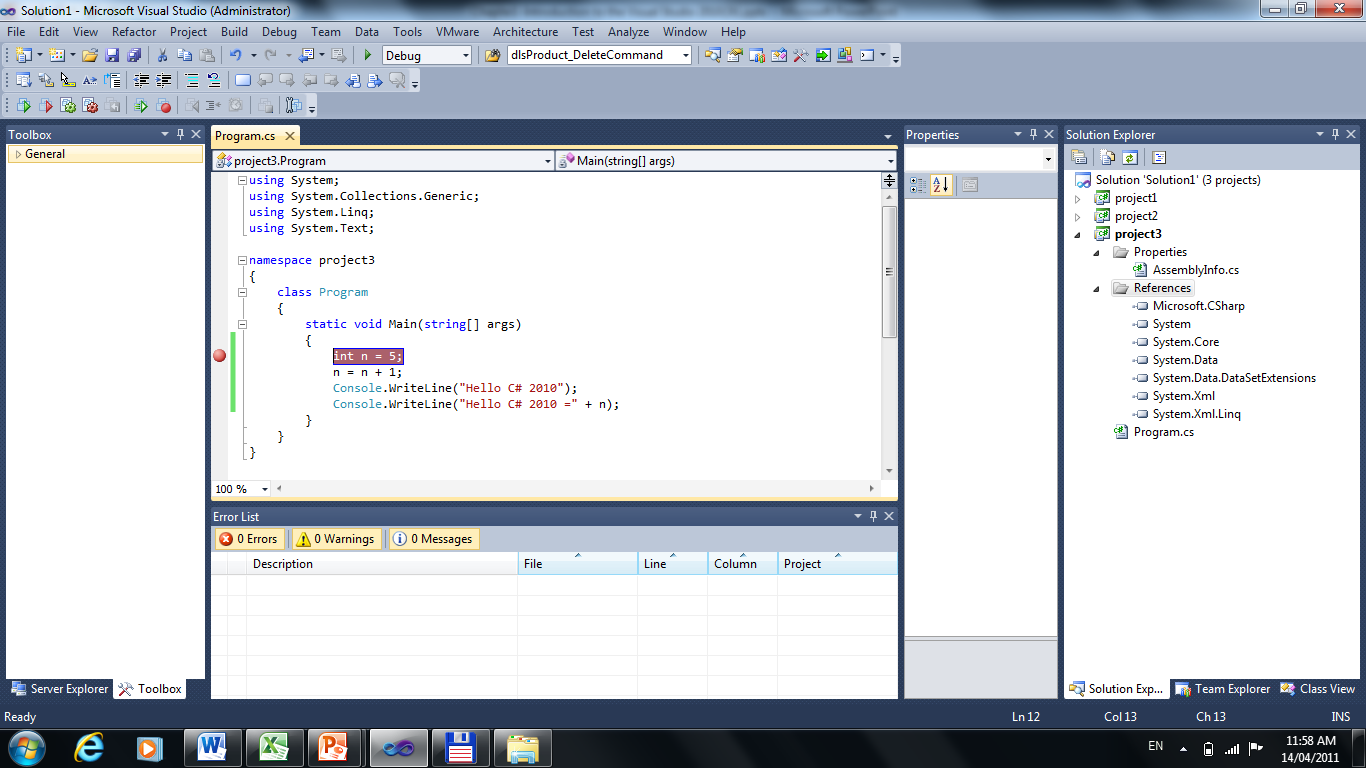 Solution1 - Microsoft Visual Studio (Administrator)
File Edit View Refactor Project Build Debug Team Data Tools VMware Architecture Test Analyze Window Help
Debug dlsProduct_DeleteCommand
Toolbox
General
Program.cs
project3.Program Main(string[] args)
using System;
using System.Collections.Generic;
using System.Linq;
using System.Text;
namespace project3
{
class Program
{
static void Main(string[] args)
{
int n = 5;
n = n + 1;
Console.WriteLine("Hello C# 2010");
Console.WriteLine("Hello C# 2010 =" + n);
}
}
}
100 %
Error List
0 Errors 0 Warnings 0 Messages
Description File Line Column Project
Properties
Solution Explorer
Solution 'Solution1' (3 projects)
project1
project2
project3
Properties
AssemblyInfo.cs
References
Microsoft.CSharp
System
System.Core
System.Data
System.Data.DataSetExtensions
System.Xml
System.Xml.Linq
Program.cs
Server Explorer Toolbox
Solution Exp... Team Explorer Class View
Ready Ln 12 Col 13 Ch 13 INS
EN
11:58 AM
14/04/2011